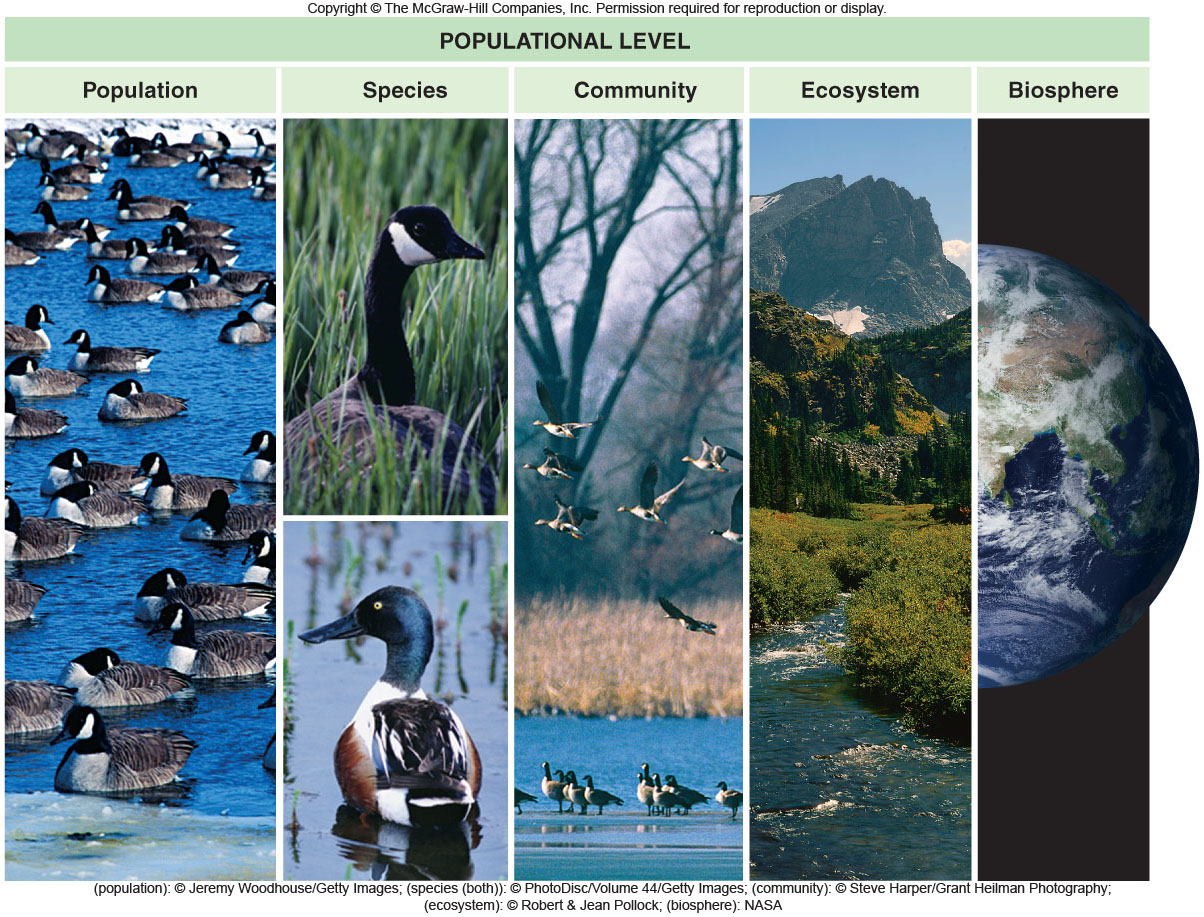 Copyright © The McGraw-Hill Companies, Inc. Permission required for reproduction or display.
POPULATIONAL LEVEL
Population
Species
Community
Ecosystem
Biosphere
(population): © Jeremy Woodhouse/Getty Images; (species (both)): © PhotoDisc/Volume 44/Getty Images; (community): © Steve Harper/Grant Heilman Photography;
(ecosystem): © Robert & Jean Pollock; (biosphere): NASA